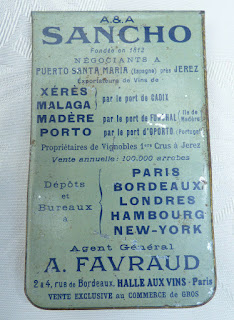 A & A
SANCHO
Fondée en 1812
NÉGOCIANTS A
PUERTO SANTA MARIA (Espagne) près JEREZ
Exportateurs de Vins de
XÉRÈS
MALAGA } par le port de CADIX
MADÈRE } par le port de FUNCHAL (Ile de Madère)
PORTO } par le port d'OPORTO (Portugal)
Propriétaires de Vignobles 1ers Crus à Jerez
Vente annuelle: 100.000 arrobes
Dépôts et Bureaux à
PARIS
BORDEAUX
LONDRES
HAMBOURG
NEW-YORK
Agent Général
A. FAVRAUD
2 & 4, rue de Bordeaux, HALLE AUX VINS - Paris
VENTE EXCLUSIVE AU COMMERCE DE GROS